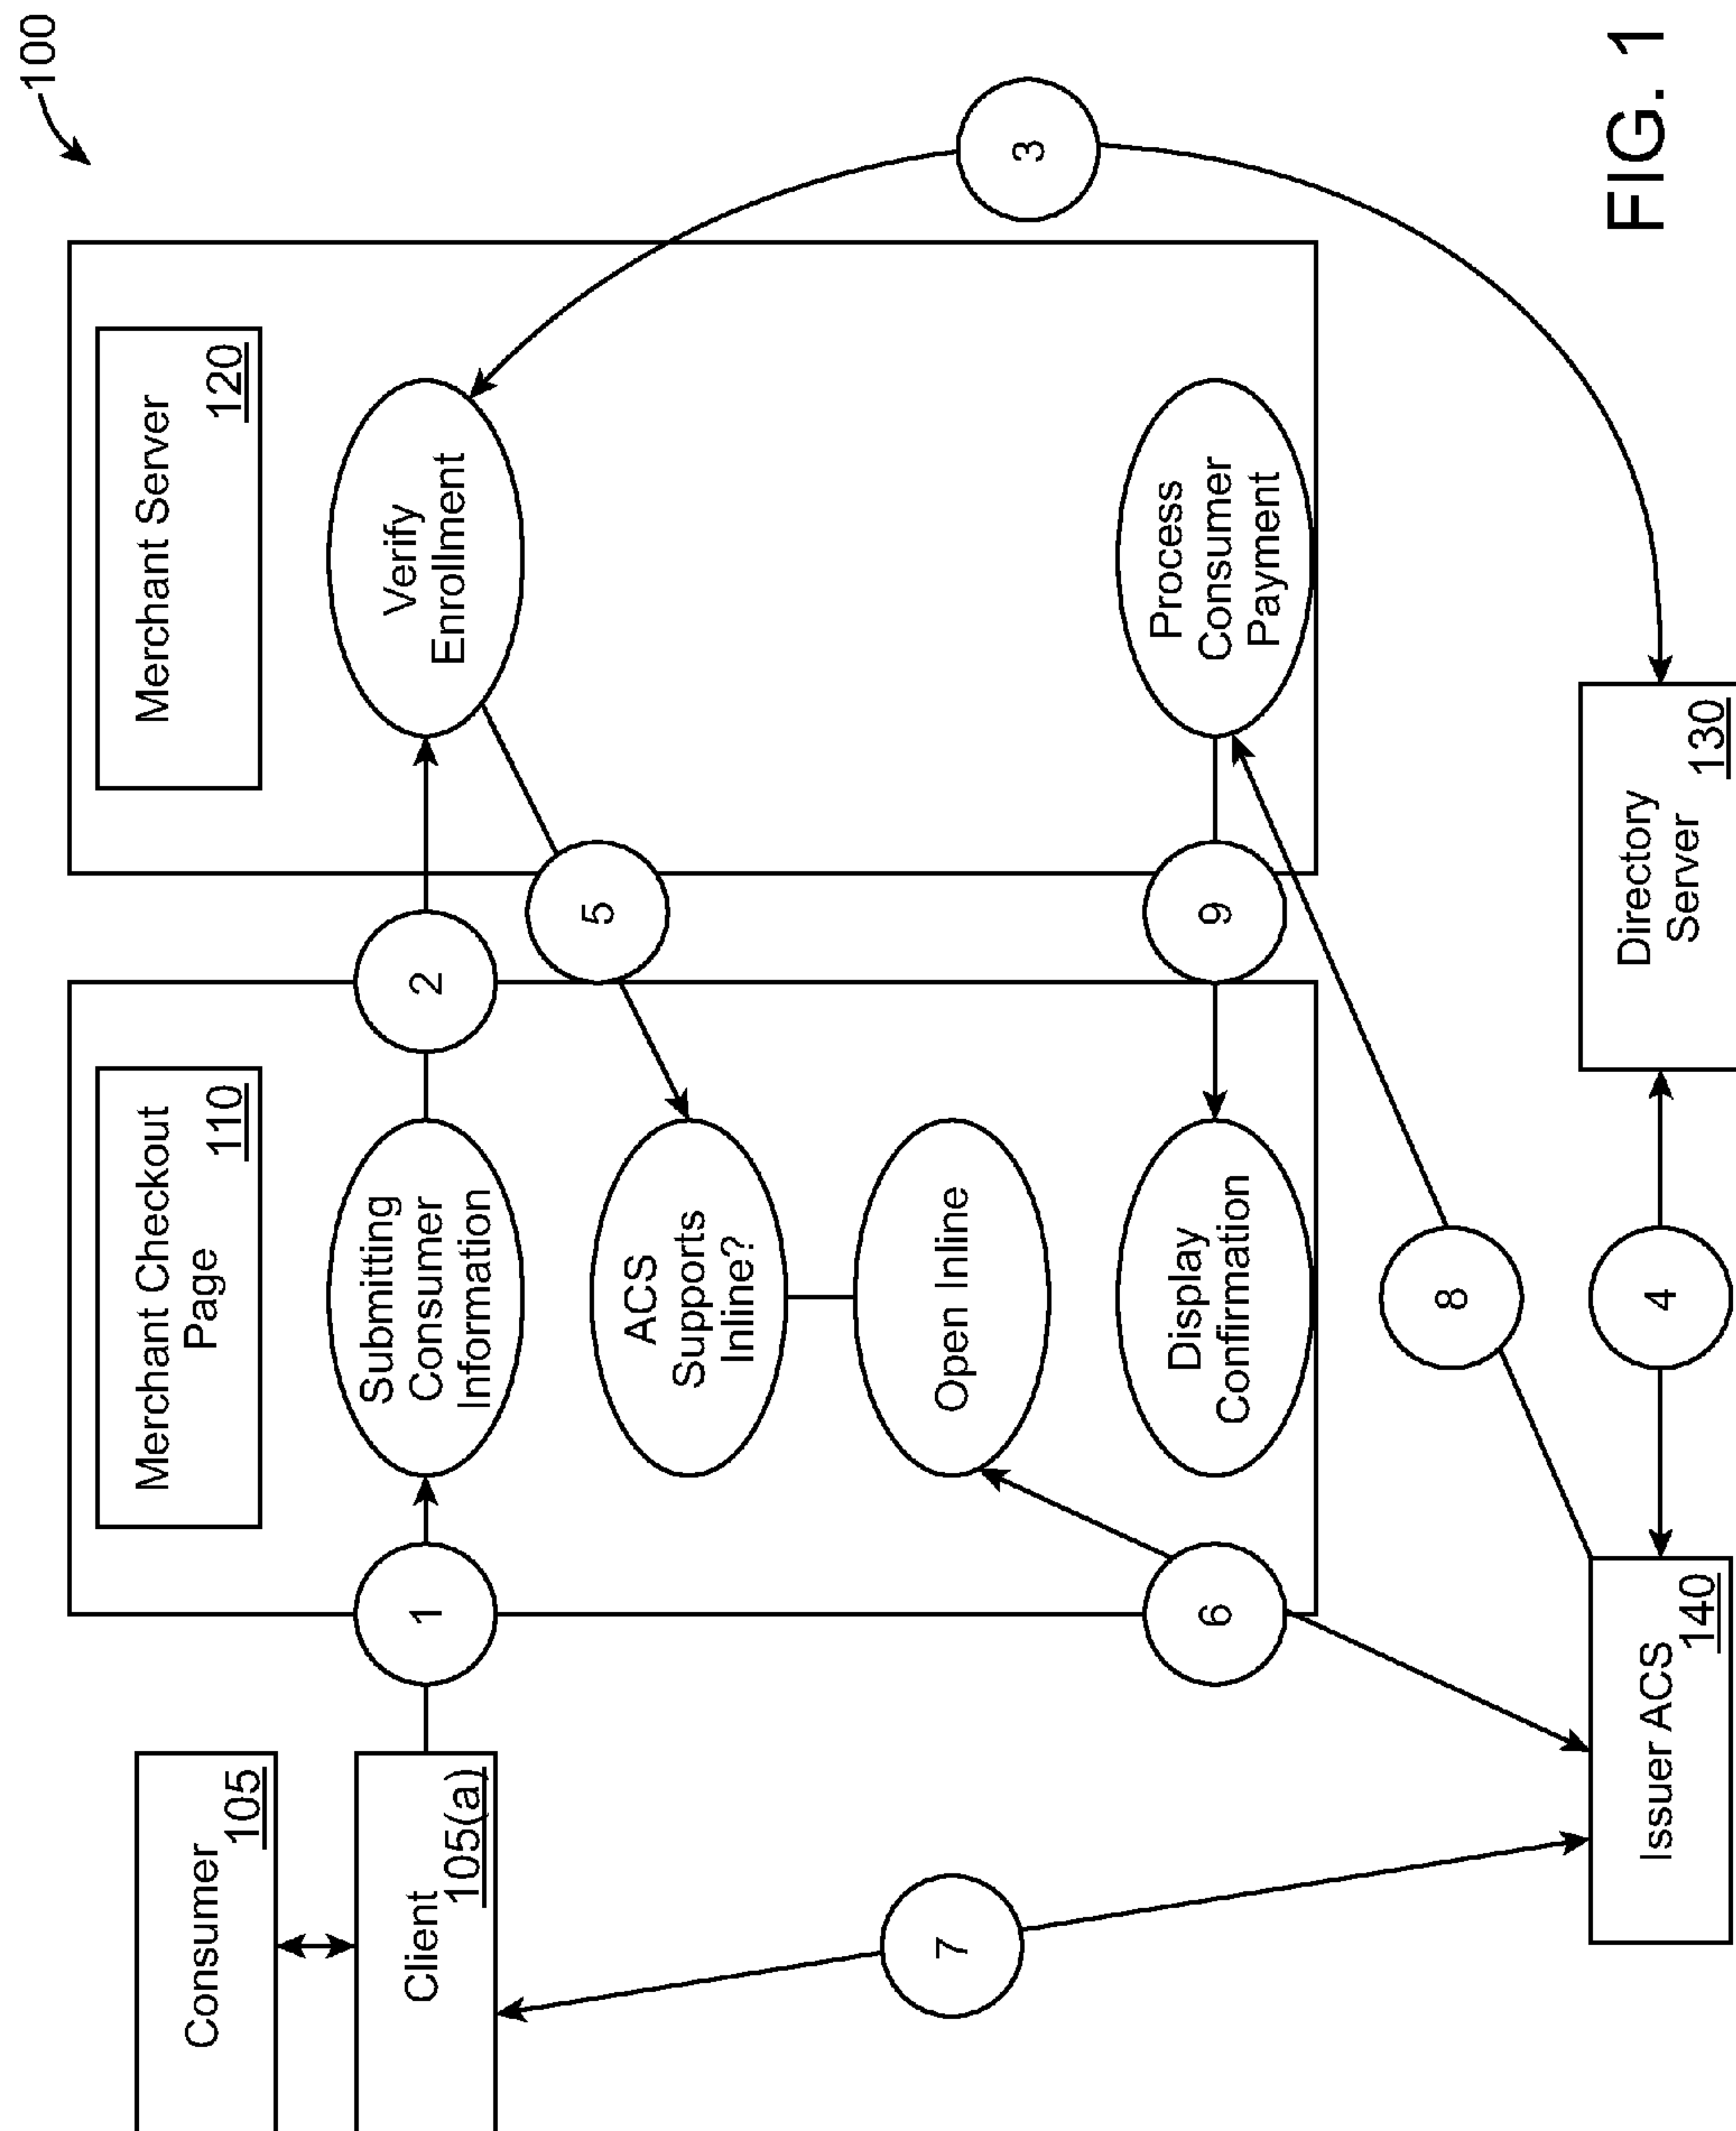 100
Consumer
105
Client
105(a)
1
Merchant Checkout
Page
110
Submitting
Consumer
Information
2
Merchant Server
120
Verify
Enrollment
3
5
ACS
Supports
Inline?
Open Inline
6
7
Display
Confirmation
9
Process
Consumer
Payment
8
Issuer ACS
140
4
Directory
Server
130
FIG. 1